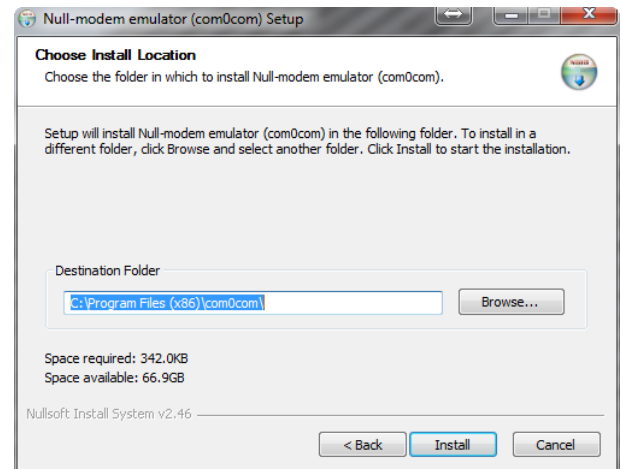 Null-modem emulator (com0com) Setup
Choose Install Location
Choose the folder in which to install Null-modem emulator (com0com).
Setup will install Null-modem emulator (com0com) in the following folder. To install in a
different folder, click Browse and select another folder. Click Install to start the installation.
Destination Folder
C:\Program Files (x86)\com0com\
Browse...
Space required: 342.0KB
Space available: 66.9GB
Nullsoft Install System v2.46
< Back
Install
Cancel